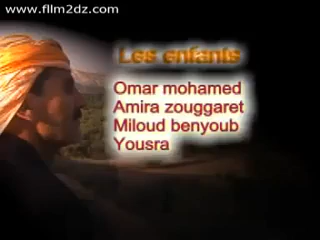 www.film2dz.com
Les enfants
Omar mohamed
Amira zouggaret
Miloud benyoub
Yousra